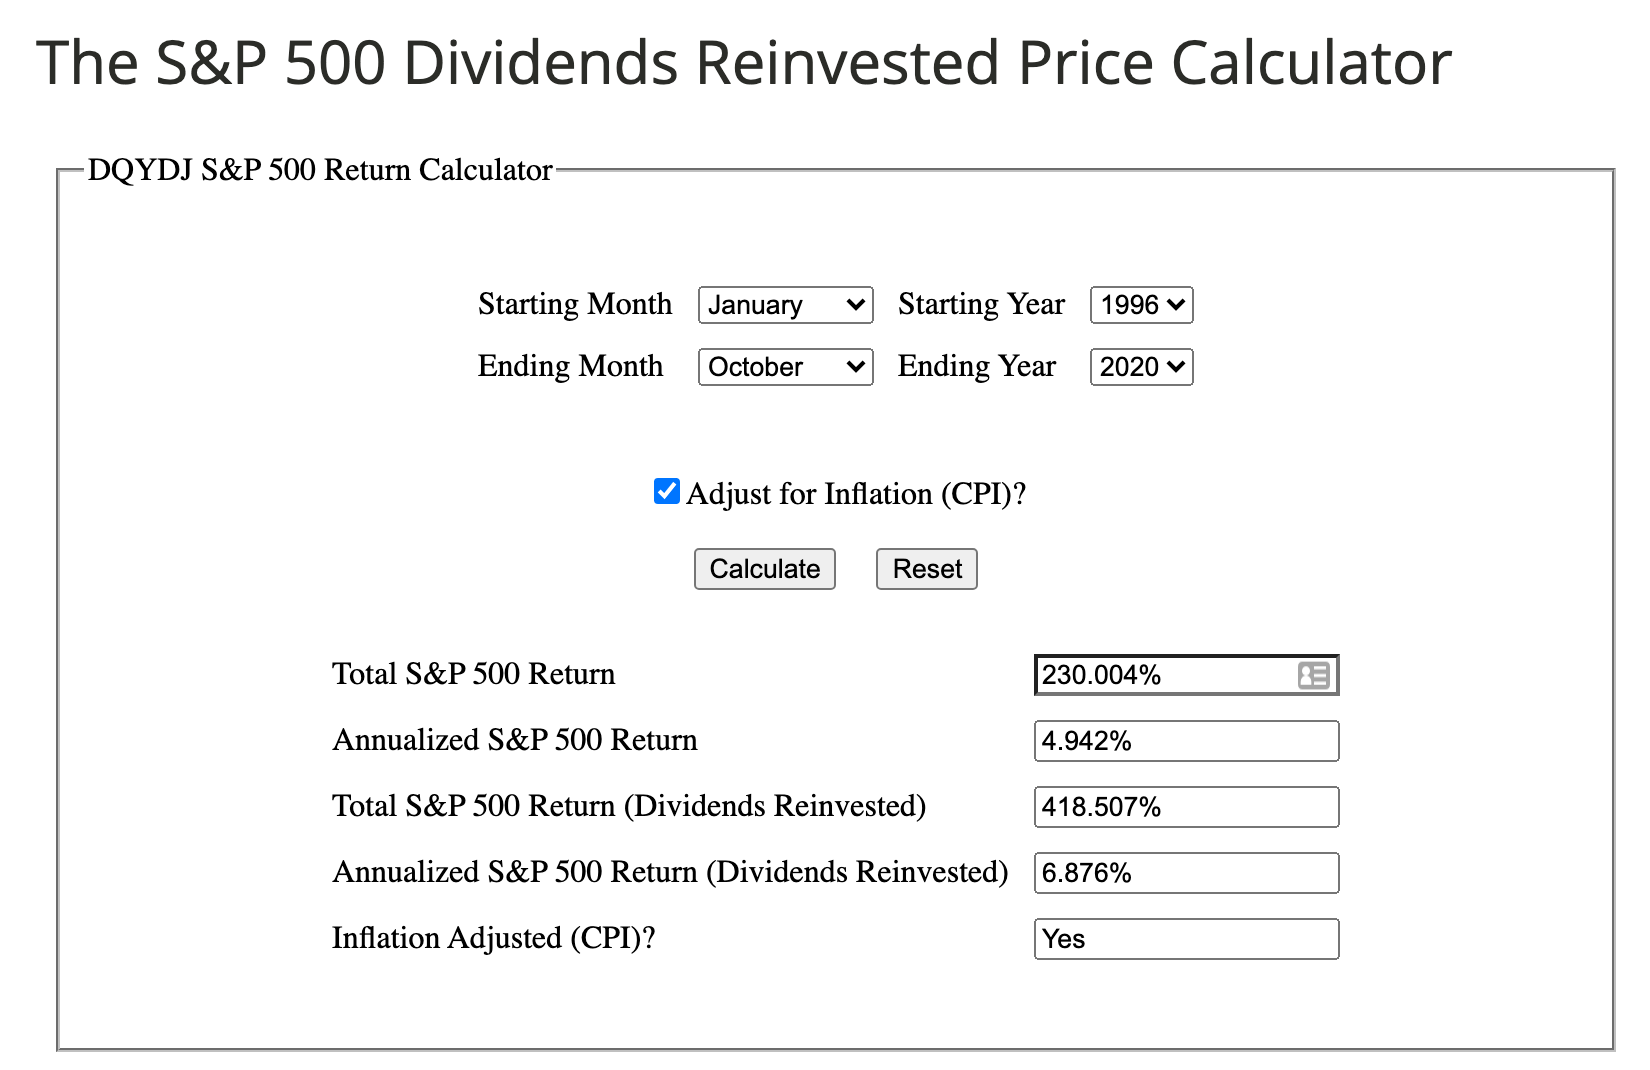 The S&P 500 Dividends Reinvested Price Calculator
DQYDJ S&P 500 Return Calculator
Starting Month January Starting Year 1996
Ending Month October Ending Year 2020
Adjust for Inflation (CPI)?
Calculate Reset
Total S&P 500 Return 230.004%
Annualized S&P 500 Return 4.942%
Total S&P 500 Return (Dividends Reinvested) 418.507%
Annualized S&P 500 Return (Dividends Reinvested) 6.876%
Inflation Adjusted (CPI)? Yes